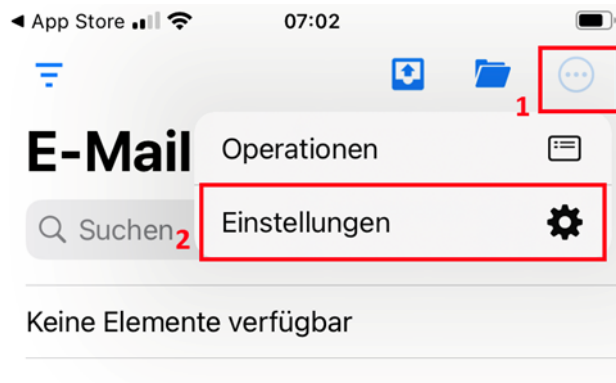 App Store 07:02
1
E-Mail
Operationen
Suchen 2 Einstellungen
Keine Elemente verfügbar